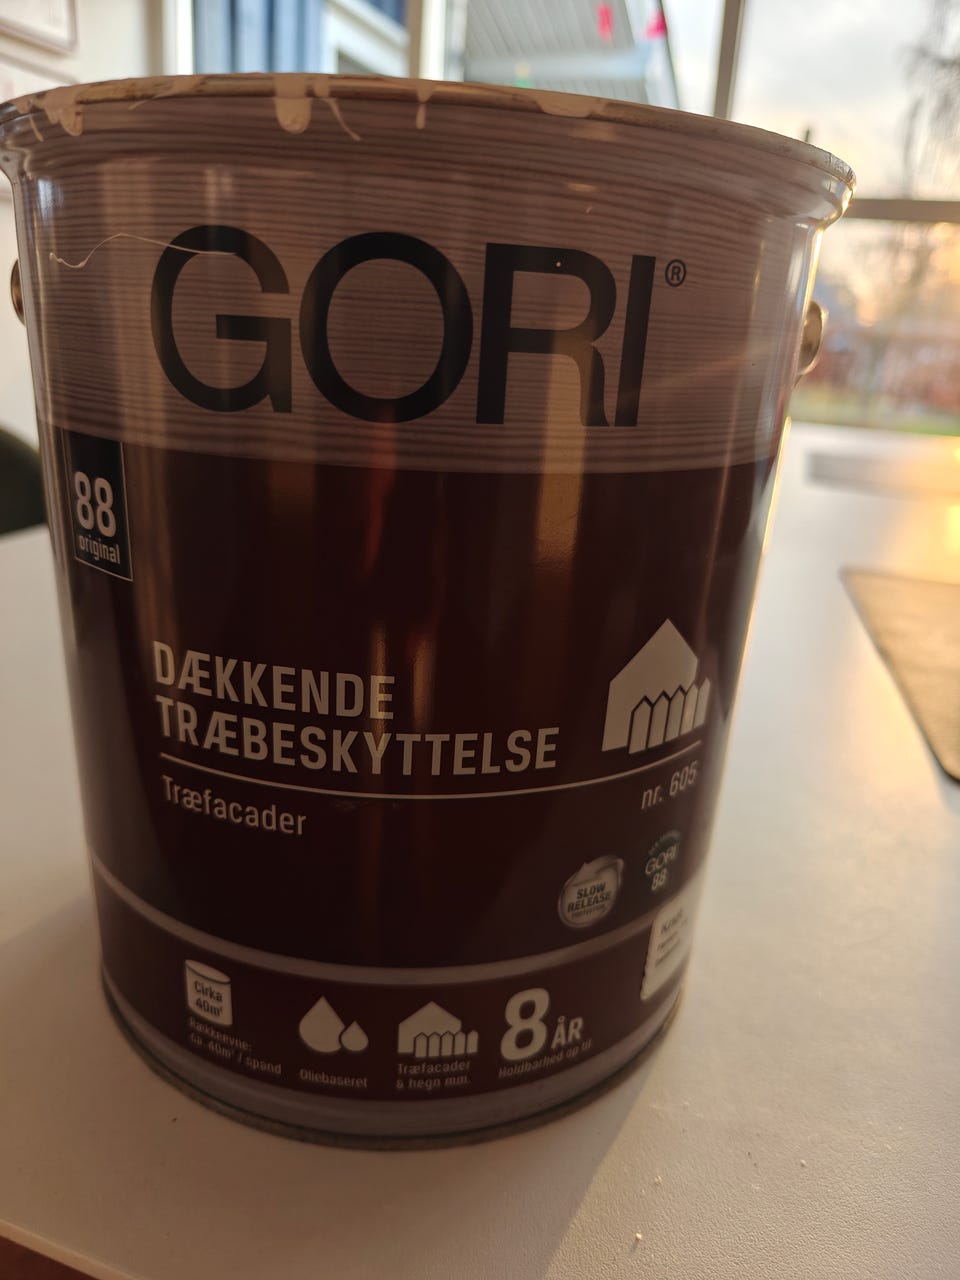 GORI®
88
original
DÆKKENDE
TRÆBESKYTTELSE
Træfacader
nr. 605
SLOW
RELEASE
GORI
88
Cirka
40m²
Rækkeevne:
ca. 40m² / spand
Oliebaseret
Træfacader
& hegn mm.
8 ÅR
Holdbarhed op til